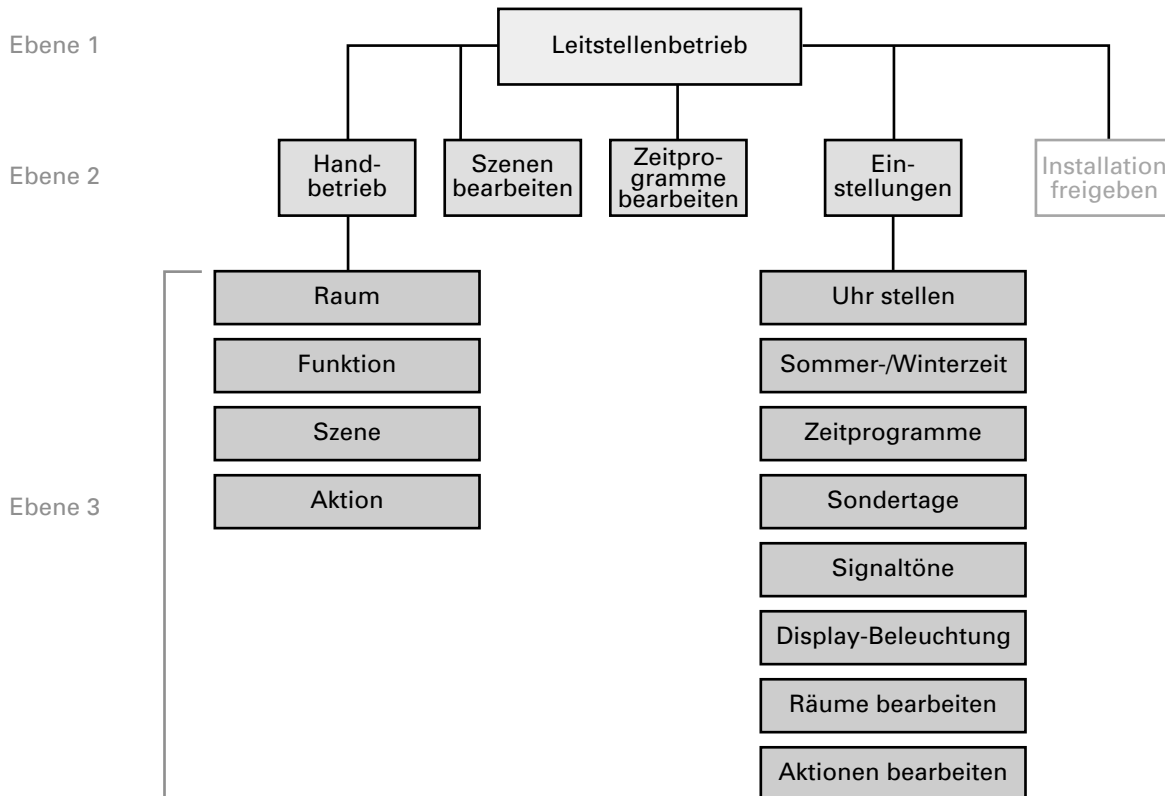 Ebene 1
Leitstellenbetrieb
Ebene 2
Hand-
betrieb
Szenen
bearbeiten
Zeitpro-
gramme
bearbeiten
Ein-
stellungen
Installation
freigeben
Ebene 3
Raum
Funktion
Szene
Aktion
Uhr stellen
Sommer-/Winterzeit
Zeitprogramme
Sondertage
Signaltöne
Display-Beleuchtung
Räume bearbeiten
Aktionen bearbeiten